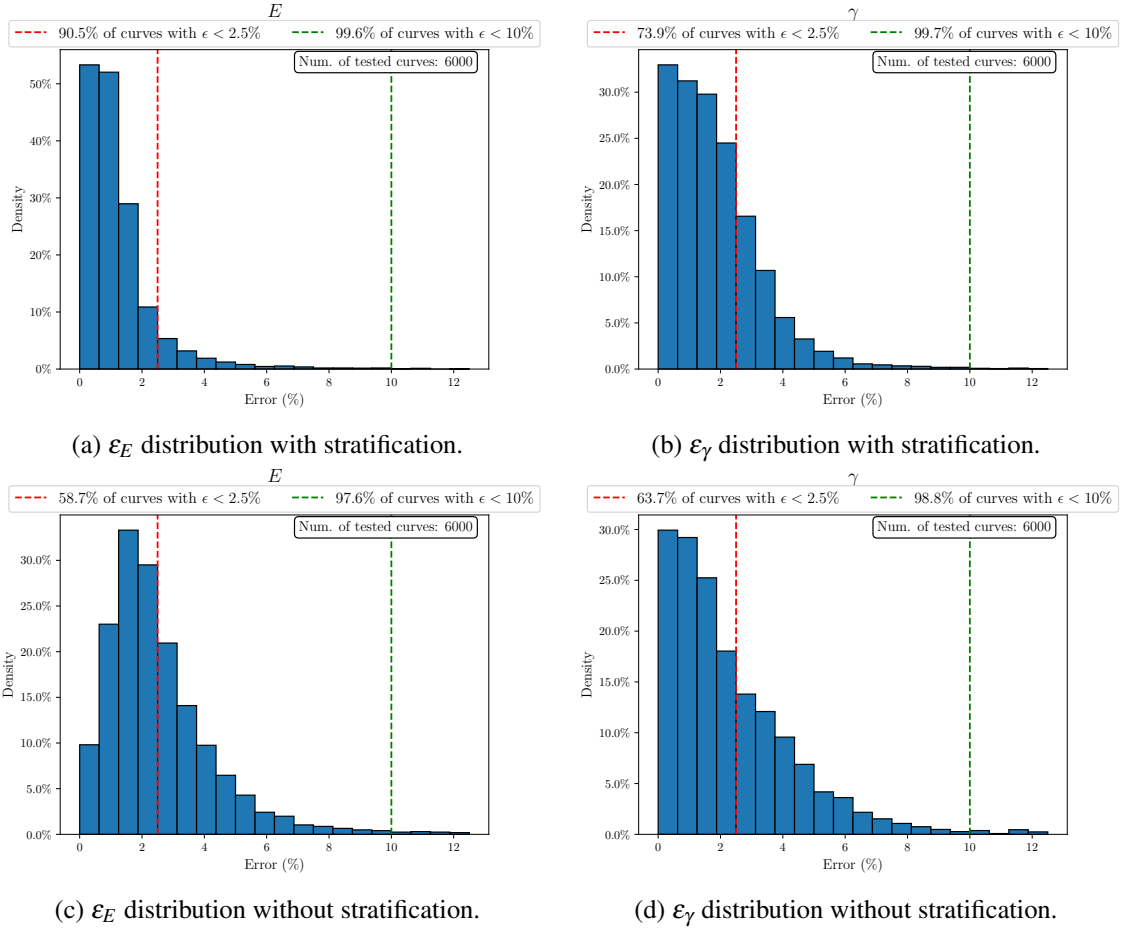 E
90.5% of curves with ϵ < 2.5%
99.6% of curves with ϵ < 10%
Num. of tested curves: 6000
50%
40%
30%
20%
10%
0%
Density
0 2 4 6 8 10 12
Error (%)
(a) εE distribution with stratification.
γ
73.9% of curves with ϵ < 2.5%
99.7% of curves with ϵ < 10%
Num. of tested curves: 6000
30.0%
25.0%
20.0%
15.0%
10.0%
5.0%
0.0%
Density
0 2 4 6 8 10 12
Error (%)
(b) εγ distribution with stratification.
E
58.7% of curves with ϵ < 2.5%
97.6% of curves with ϵ < 10%
Num. of tested curves: 6000
30.0%
25.0%
20.0%
15.0%
10.0%
5.0%
0.0%
Density
0 2 4 6 8 10 12
Error (%)
(c) εE distribution without stratification.
γ
63.7% of curves with ϵ < 2.5%
98.8% of curves with ϵ < 10%
Num. of tested curves: 6000
30.0%
25.0%
20.0%
15.0%
10.0%
5.0%
0.0%
Density
0 2 4 6 8 10 12
Error (%)
(d) εγ distribution without stratification.